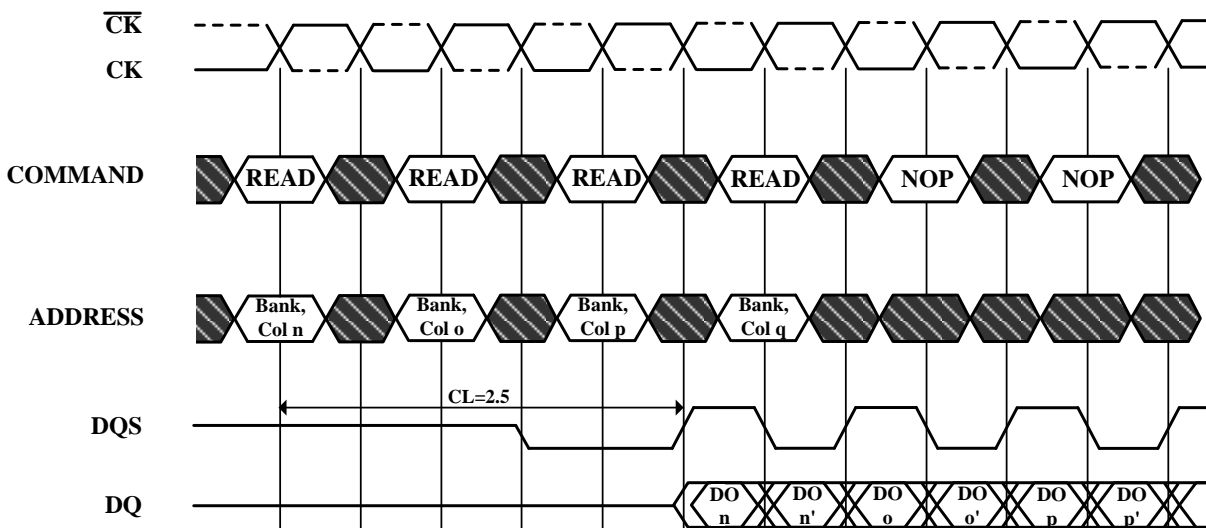 CK
CK
COMMAND
READ READ READ READ NOP NOP
ADDRESS
Bank, Bank, Bank, Bank,
Col n Col o Col p Col q
CL=2.5
DQS
DQ
DO DO DO DO DO DO
n n' o o' p p'